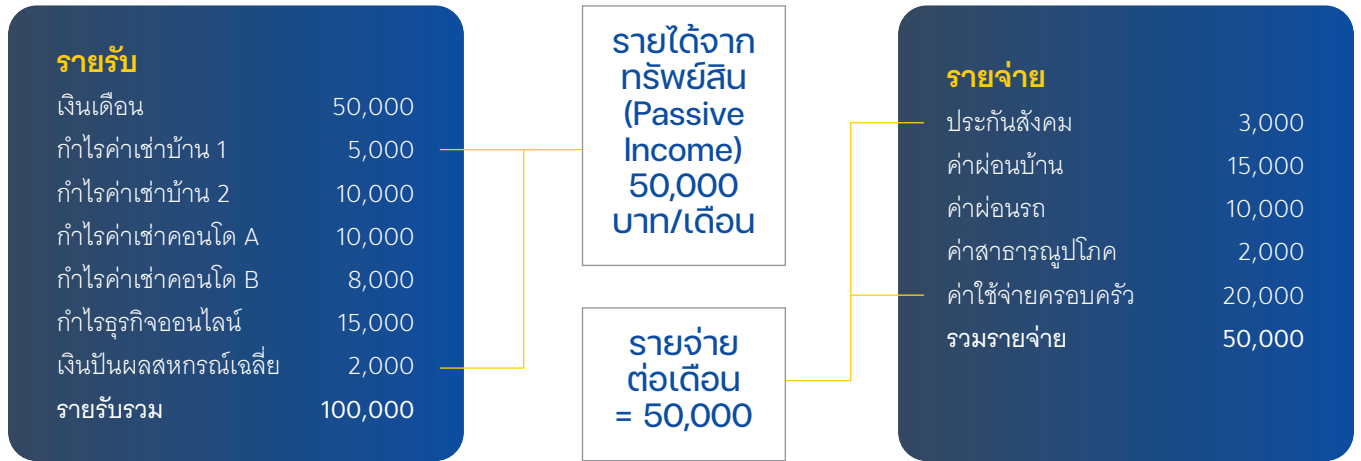 รายรับ
เงินเดือน 50,000
กำไรค่าเช่าบ้าน 1 5,000
กำไรค่าเช่าบ้าน 2 10,000
กำไรค่าเช่าคอนโด A 10,000
กำไรค่าเช่าคอนโด B 8,000
กำไรธุรกิจออนไลน์ 15,000
เงินปันผลสหกรณ์เฉลี่ย 2,000
รายรับรวม 100,000
รายได้จาก
ทรัพย์สิน
(Passive
Income)
50,000
บาท/เดือน
รายจ่าย
ต่อเดือน
= 50,000
รายจ่าย
ประกันสังคม 3,000
ค่าผ่อนบ้าน 15,000
ค่าผ่อนรถ 10,000
ค่าสาธารณูปโภค 2,000
ค่าใช้จ่ายครอบครัว 20,000
รวมรายจ่าย 50,000